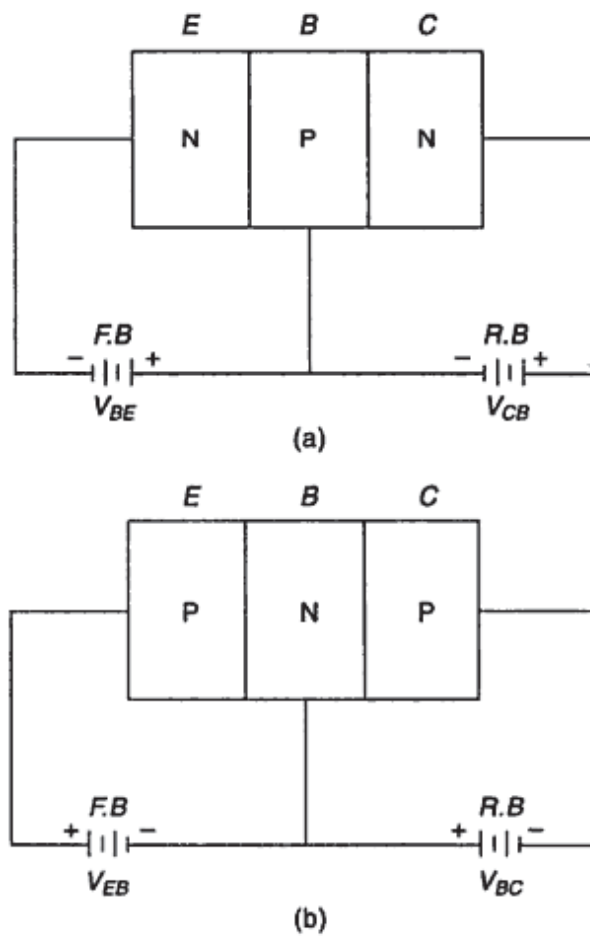 E B C
N P N
F.B R.B
− + − +
V_BE V_CB
(a)
E B C
P N P
F.B R.B
+ − + −
V_EB V_BC
(b)